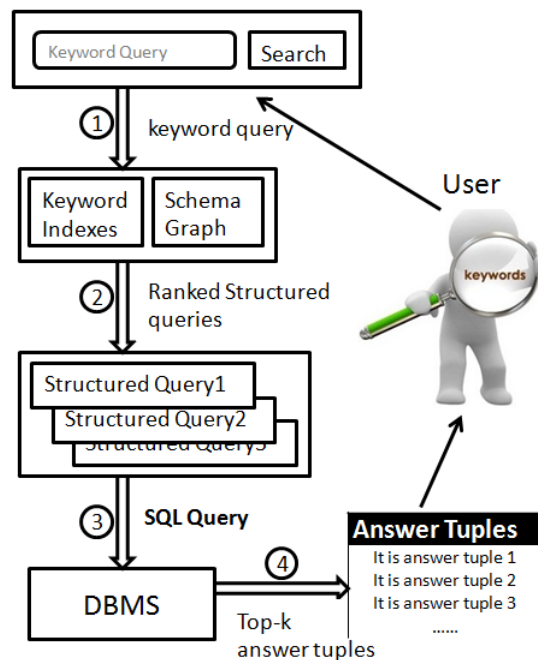 Keyword Query
Search
1
keyword query
User
Keyword
Indexes
Schema
Graph
keywords
2
Ranked Structured
queries
Structured Query1
Structured Query2
Structured Query3
3
SQL Query
Answer Tuples
It is answer tuple 1
It is answer tuple 2
It is answer tuple 3
......
4
DBMS
Top-k
answer tuples